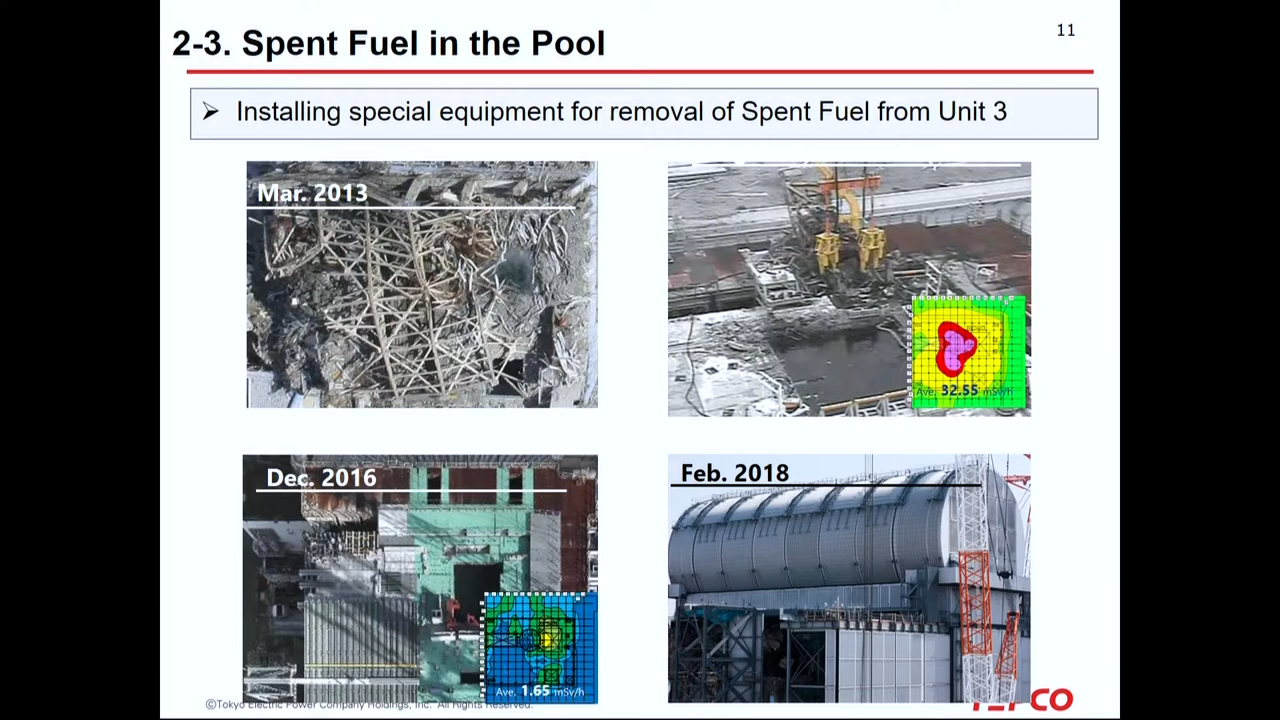 2-3. Spent Fuel in the Pool
11
➢ Installing special equipment for removal of Spent Fuel from Unit 3
Mar. 2013
Ave. 32.55 mSv/h
Dec. 2016
Ave. 1.65 mSv/h
Feb. 2018
©Tokyo Electric Power Company Holdings, Inc. All Rights Reserved.
TEPCO